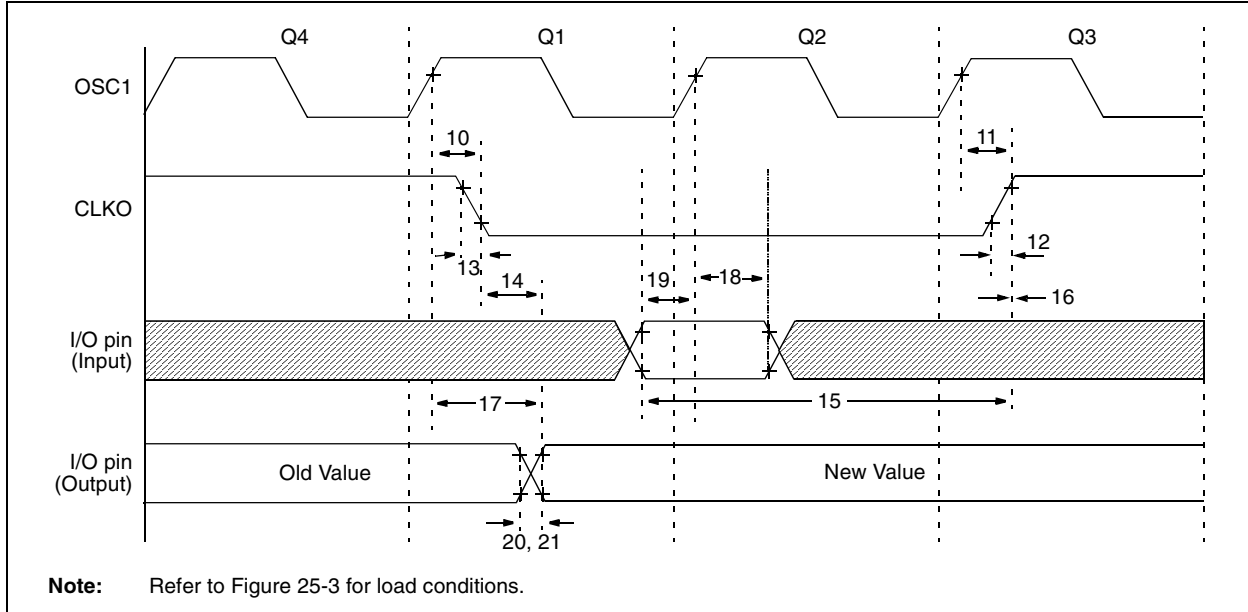 Q4 Q1 Q2 Q3
OSC1
10 11
CLKO
13 14 19 18 12
16
I/O pin
(Input)
17 15
I/O pin
(Output)
Old Value New Value
20, 21
Note: Refer to Figure 25-3 for load conditions.